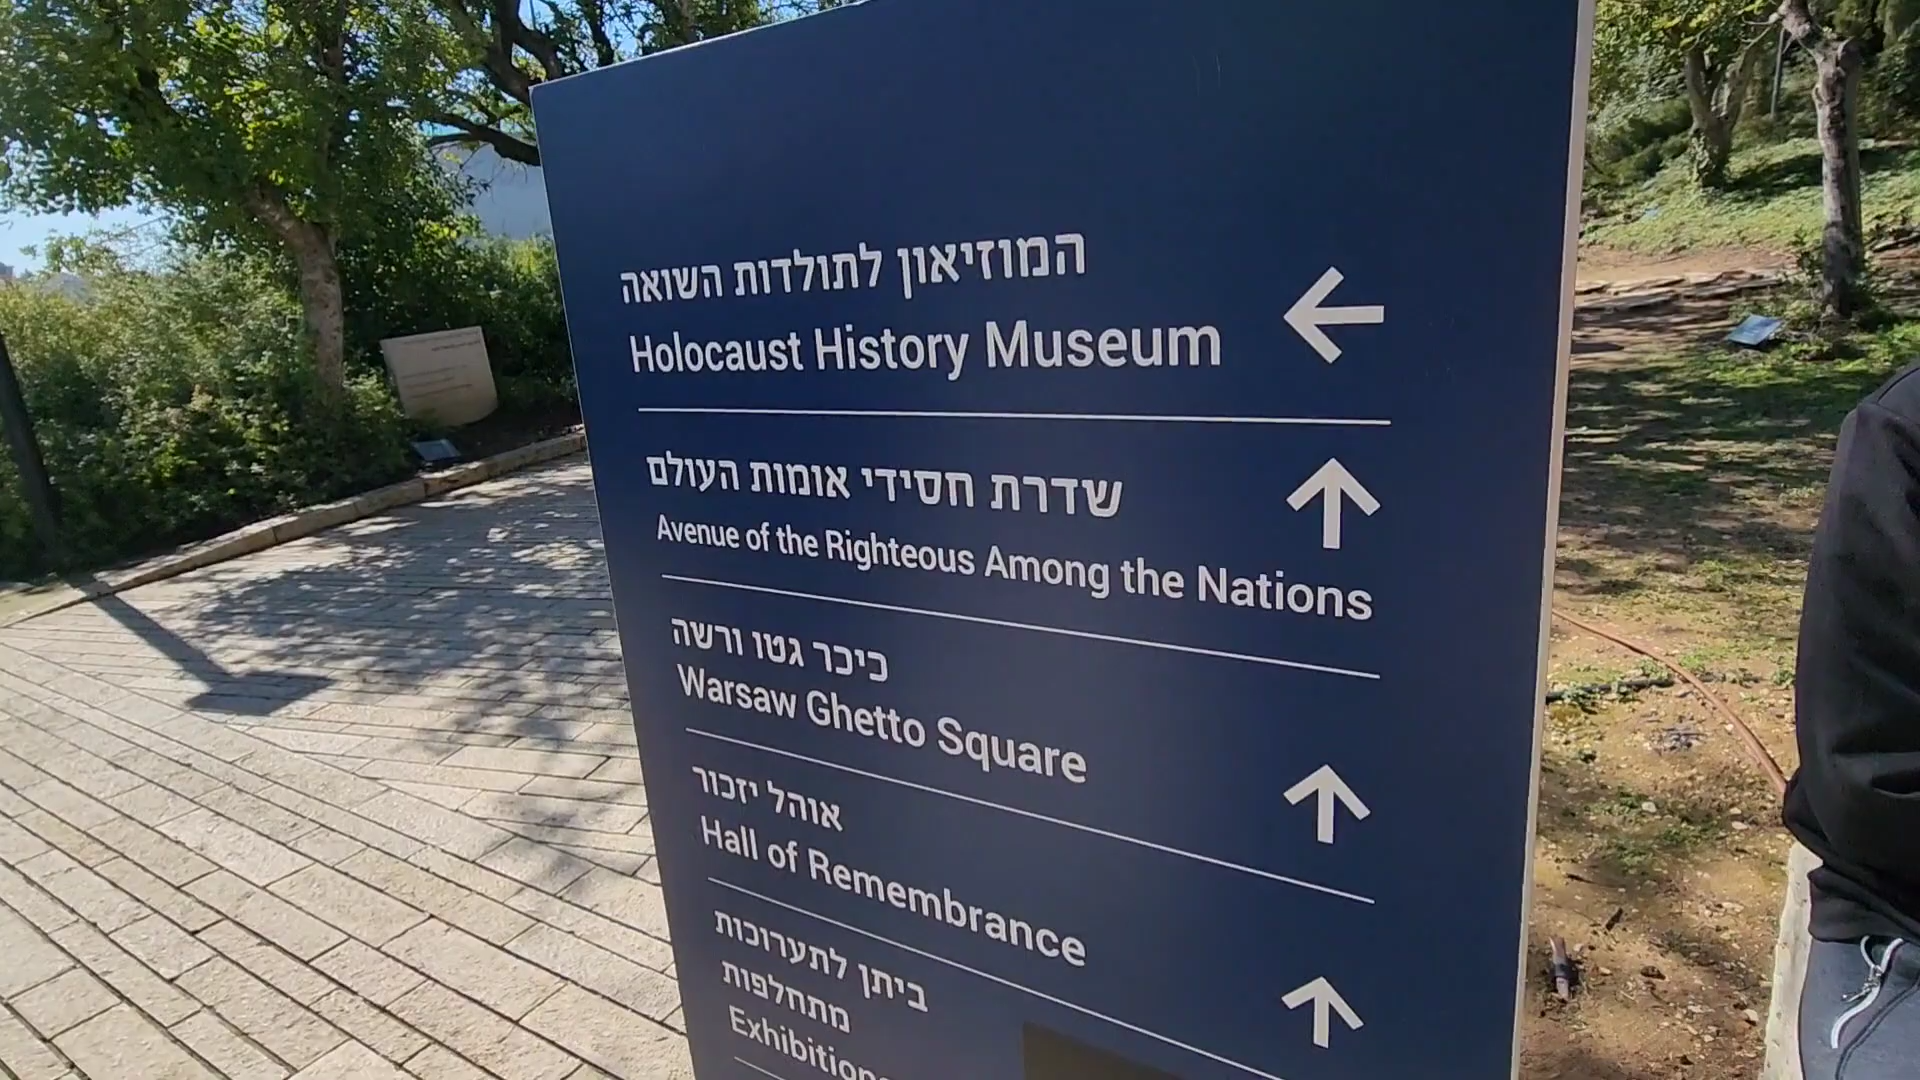 המוזיאון לתולדות השואה
Holocaust History Museum
שדרת חסידי אומות העולם
Avenue of the Righteous Among the Nations
כיכר גטו ורשה
Warsaw Ghetto Square
אוהל יזכור
Hall of Remembrance
ביתן לתערוכות
מתחלפות